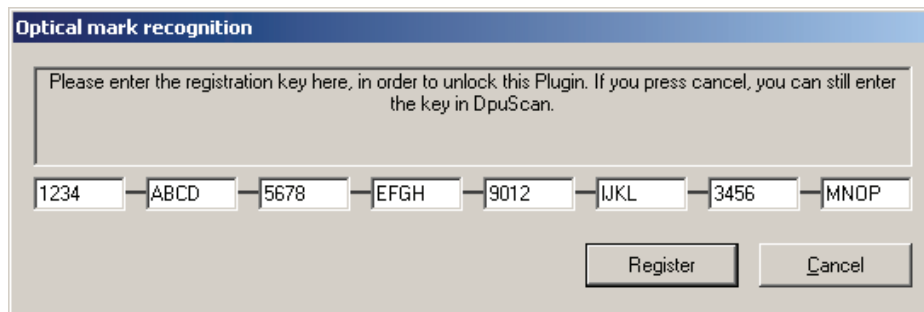 Optical mark recognition
Please enter the registration key here, in order to unlock this Plugin. If you press cancel, you can still enter
the key in DpuScan.
1234 — ABCD — 5678 — EFGH — 9012 — IJKL — 3456 — MNOP
Register Cancel